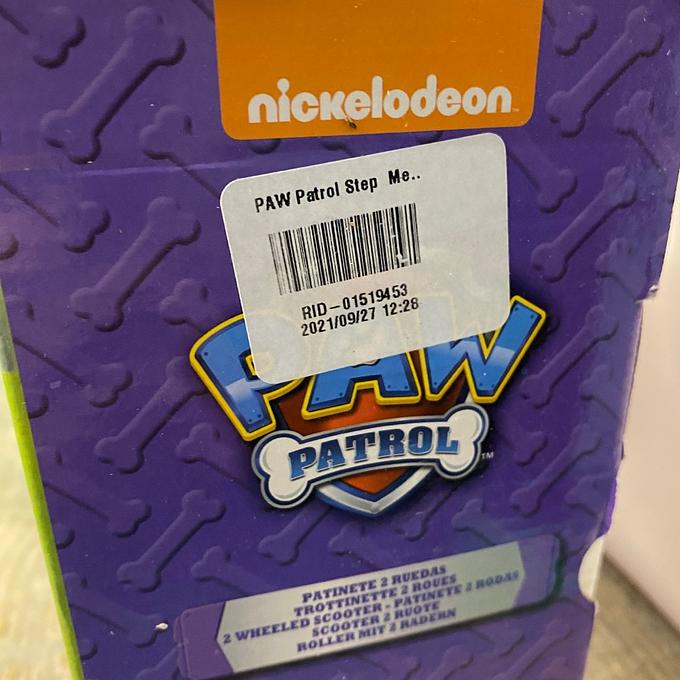 nickelodeon
PAW Patrol Step Me..
RID-01519453
2021/09/27 12:28
PAW
PATROL
TM
PATINETE 2 RUEDAS
TROTTINETTE 2 ROUES
2 WHEELED SCOOTER - PATINETE 2 RODAS
SCOOTER 2 RUOTE
ROLLER MIT 2 RÄDERN